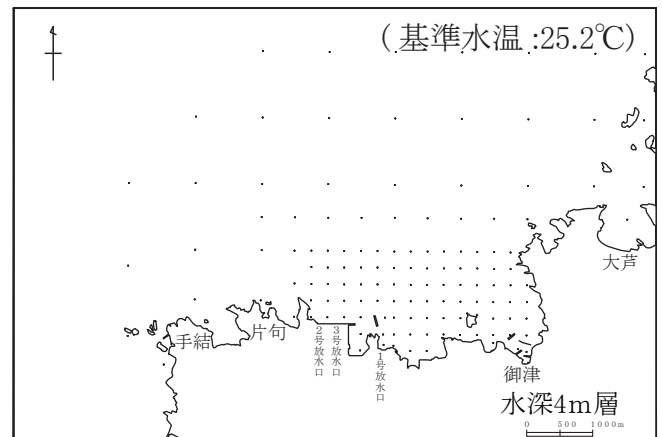 (基準水温:25.2℃)
大芦
手結
片句
2号放水口
3号放水口
1号放水口
御津
水深4m層
0 500 1000m